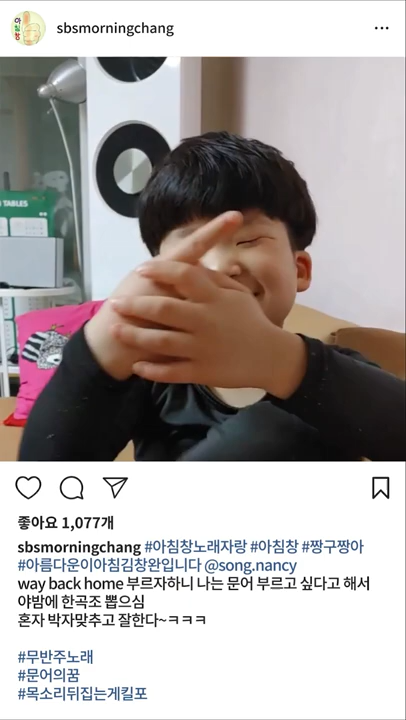 아침창
sbsmorningchang
TABLES
좋아요 1,077개
sbsmorningchang #아침창노래자랑 #아침창 #짱구짱아
#아름다운이아침김창완입니다 @song.nancy
way back home 부르자하니 나는 문어 부르고 싶다고 해서
야밤에 한곡조 뽑으심
혼자 박자맞추고 잘한다~ㅋㅋㅋ
#무반주노래
#문어의꿈
#목소리뒤집는게킬포